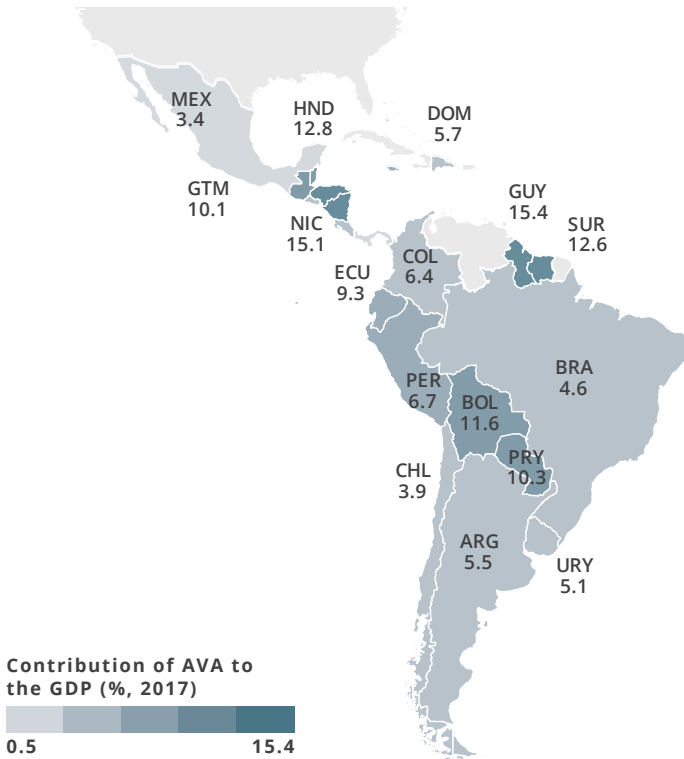 MEX
3.4
HND
12.8
DOM
5.7
GTM
10.1
NIC
15.1
GUY
15.4
SUR
12.6
COL
6.4
ECU
9.3
PER
6.7
BOL
11.6
BRA
4.6
PRY
10.3
CHL
3.9
ARG
5.5
URY
5.1
Contribution of AVA to
the GDP (%, 2017)
0.5
15.4